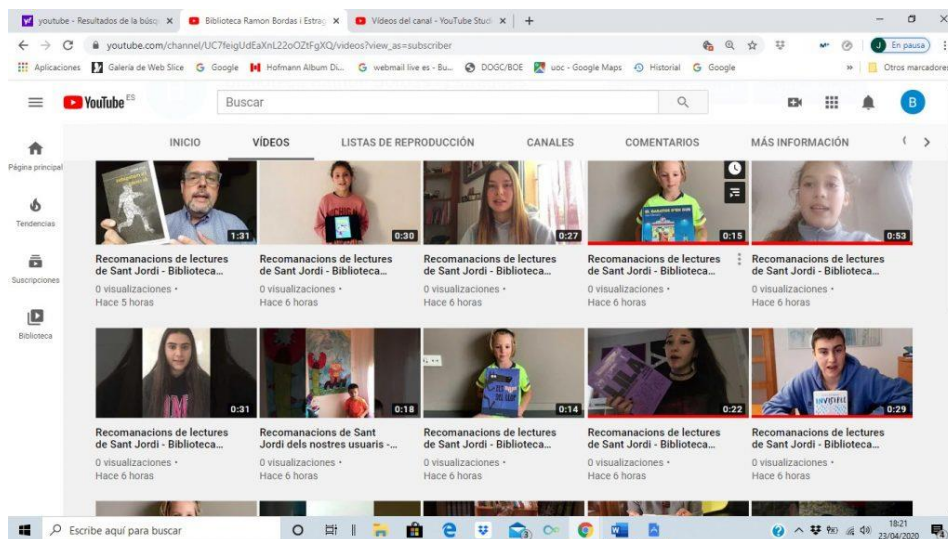 youtube - Resultados de la búsq
Biblioteca Ramon Bordas i Estrag
Vídeos del canal - YouTube Studi
youtube.com/channel/UC7feigUdEaXnL22oOZtFgXQ/videos?view_as=subscriber
J En pausa
Aplicaciones
Galería de Web Slice
Google
Hofmann Album Di...
webmail live es - Bu...
DOGC/BOE
uoc - Google Maps
Historial
Google
Otros marcadores
YouTube ES
Buscar
B
INICIO VÍDEOS LISTAS DE REPRODUCCIÓN CANALES COMENTARIOS MÁS INFORMACIÓN
Página principal
Tendencias
Suscripciones
Biblioteca
1:31
0:30
0:27
0:15
0:53
Recomanacions de lectures
de Sant Jordi - Biblioteca...
0 visualizaciones •
Hace 5 horas
Recomanacions de lectures
de Sant Jordi - Biblioteca...
0 visualizaciones •
Hace 6 horas
Recomanacions de lectures
de Sant Jordi - Biblioteca...
0 visualizaciones •
Hace 6 horas
Recomanacions de lectures
de Sant Jordi - Biblioteca...
0 visualizaciones •
Hace 6 horas
Recomanacions de lectures
de Sant Jordi - Biblioteca...
0 visualizaciones •
Hace 6 horas
0:31
0:18
0:14
LILA
0:22
0:29
Recomanacions de lectures
de Sant Jordi - Biblioteca...
0 visualizaciones •
Hace 6 horas
Recomanacions de Sant
Jordi dels nostres usuaris -...
0 visualizaciones •
Hace 6 horas
Recomanacions de lectures
de Sant Jordi - Biblioteca...
0 visualizaciones •
Hace 6 horas
Recomanacions de lectures
de Sant Jordi - Biblioteca...
0 visualizaciones •
Hace 6 horas
Recomanacions de lectures
de Sant Jordi - Biblioteca...
0 visualizaciones •
Hace 6 horas
Escribe aquí para buscar
18:21
23/04/2020